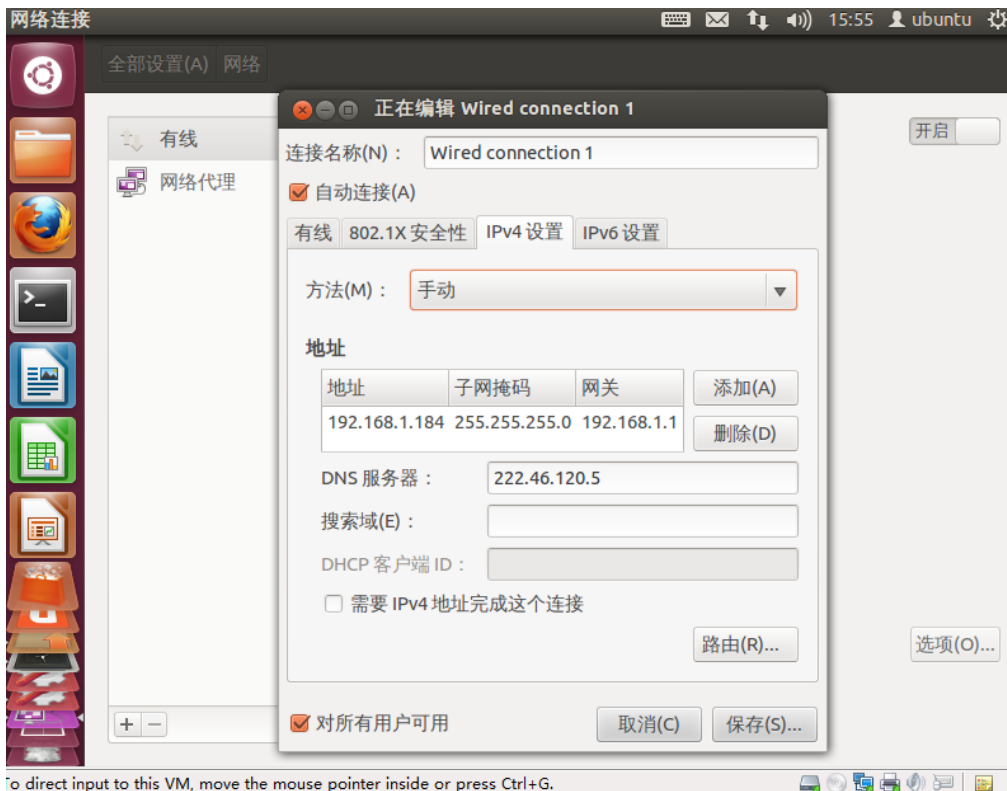 网络连接
15:55 ubuntu
全部设置(A) 网络
正在编辑 Wired connection 1
有线
网络代理
开启
连接名称(N)： Wired connection 1
自动连接(A)
有线 802.1X 安全性 IPv4 设置 IPv6 设置
方法(M)： 手动
地址
地址 子网掩码 网关 添加(A)
192.168.1.184 255.255.255.0 192.168.1.1
删除(D)
DNS 服务器： 222.46.120.5
搜索域(E)：
DHCP 客户端 ID：
需要 IPv4 地址完成这个连接
路由(R)...
选项(O)...
对所有用户可用 取消(C) 保存(S)...
To direct input to this VM, move the mouse pointer inside or press Ctrl+G.